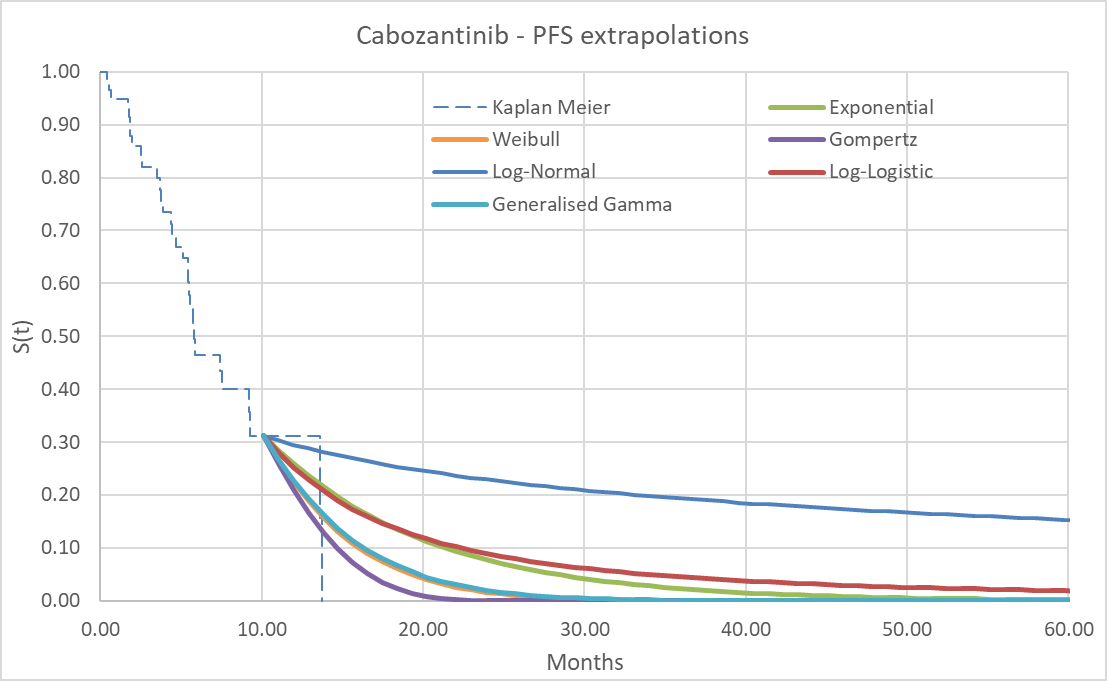 Cabozantinib - PFS extrapolations
1.00
0.90
0.80
0.70
0.60
0.50
0.40
0.30
0.20
0.10
0.00
S(t)
Kaplan Meier Exponential
Weibull Gompertz
Log-Normal Log-Logistic
Generalised Gamma
0.00 10.00 20.00 30.00 40.00 50.00 60.00
Months